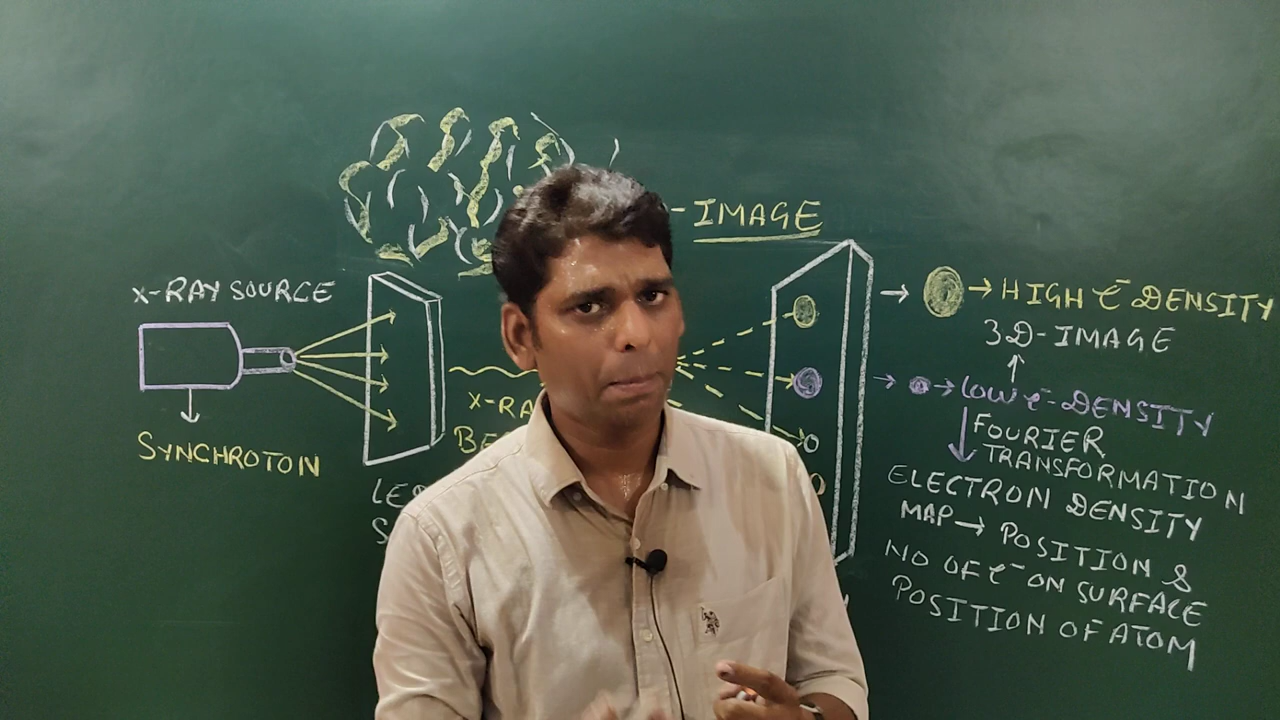 -IMAGE
X-RAY SOURCE
SYNCHROTON
X-RA
BE
LE
S
→ HIGH e⁻ DENSITY
3D-IMAGE
↑
→ LOW e⁻-DENSITY
FOURIER
TRANSFORMATION
ELECTRON DENSITY
MAP → POSITION &
NO OF e⁻ ON SURFACE
POSITION OF ATOM